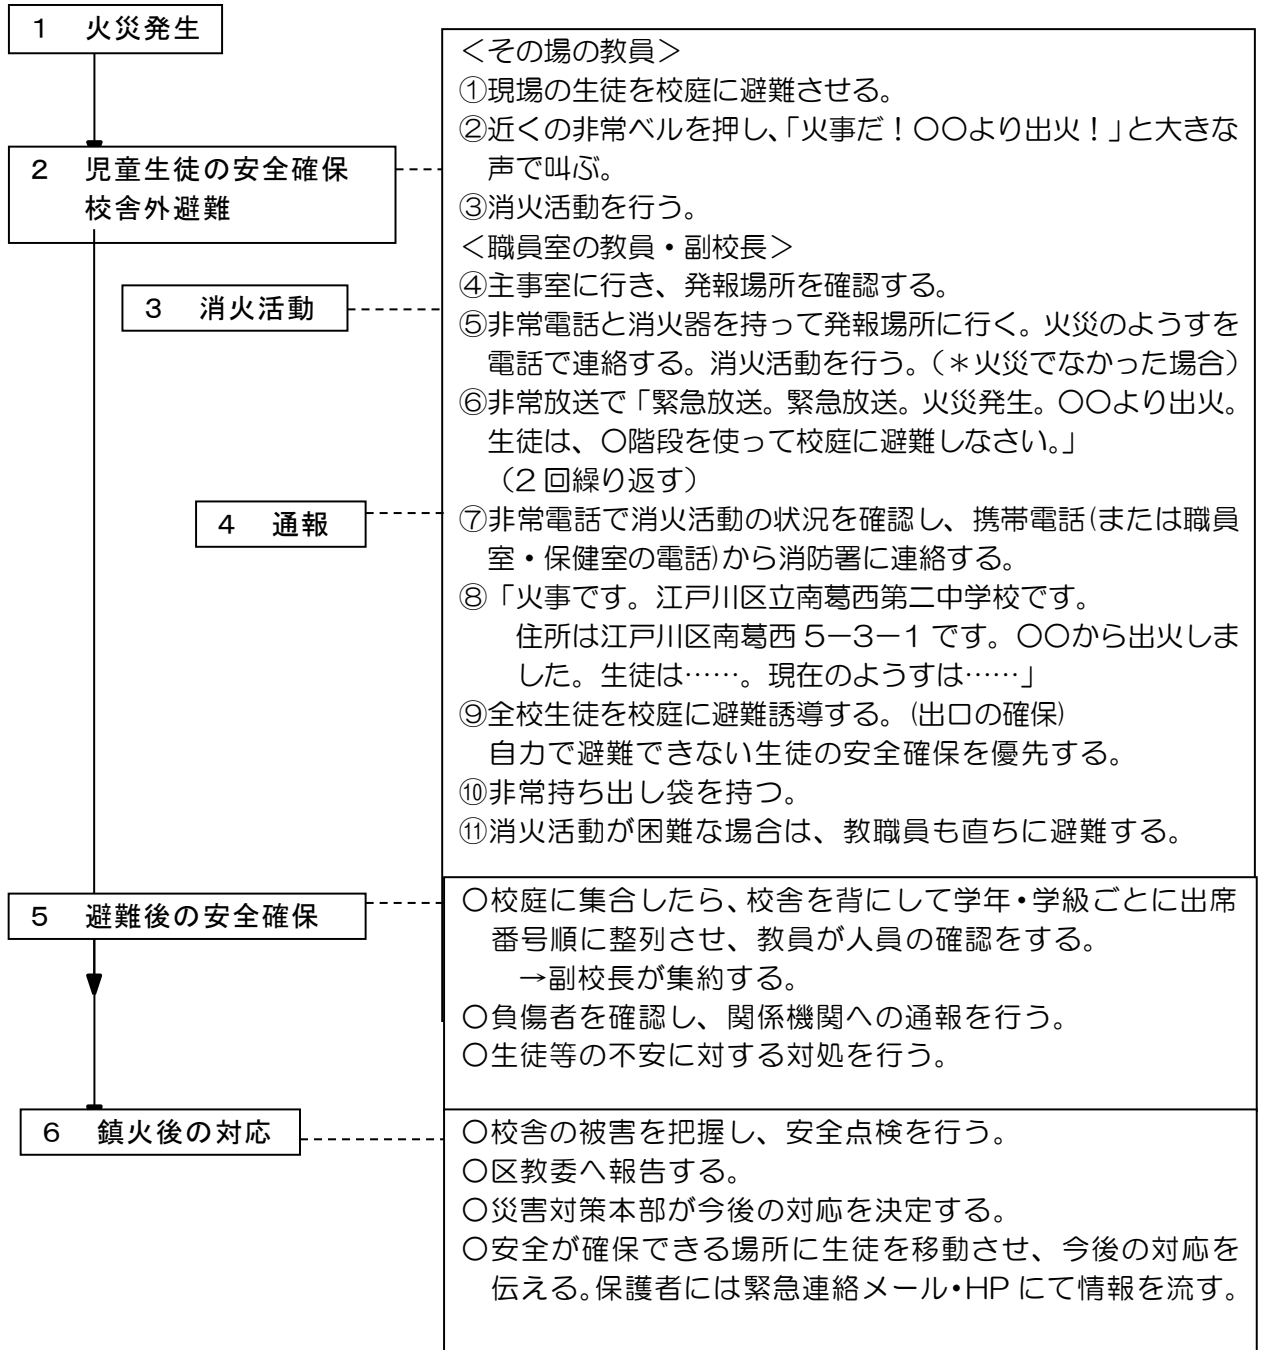 1 火災発生
2 児童生徒の安全確保
校舎外避難
3 消火活動
4 通報
5 避難後の安全確保
6 鎮火後の対応
＜その場の教員＞
①現場の生徒を校庭に避難させる。
②近くの非常ベルを押し、「火事だ！〇〇より出火！」と大きな
声で叫ぶ。
③消火活動を行う。
＜職員室の教員・副校長＞
④主事室に行き、発報場所を確認する。
⑤非常電話と消火器を持って発報場所に行く。火災のようすを
電話で連絡する。消火活動を行う。（＊火災でなかった場合）
⑥非常放送で「緊急放送。緊急放送。火災発生。〇〇より出火。
生徒は、〇階段を使って校庭に避難しなさい。」
（2回繰り返す）
⑦非常電話で消火活動の状況を確認し、携帯電話(または職員
室・保健室の電話)から消防署に連絡する。
⑧「火事です。江戸川区立南葛西第二中学校です。
住所は江戸川区南葛西5－3－1です。〇〇から出火しま
した。生徒は……。現在のようすは……」
⑨全校生徒を校庭に避難誘導する。(出口の確保)
自力で避難できない生徒の安全確保を優先する。
⑩非常持ち出し袋を持つ。
⑪消火活動が困難な場合は、教職員も直ちに避難する。
〇校庭に集合したら、校舎を背にして学年・学級ごとに出席
番号順に整列させ、教員が人員の確認をする。
→副校長が集約する。
〇負傷者を確認し、関係機関への通報を行う。
〇生徒等の不安に対する対処を行う。
〇校舎の被害を把握し、安全点検を行う。
〇区教委へ報告する。
〇災害対策本部が今後の対応を決定する。
〇安全が確保できる場所に生徒を移動させ、今後の対応を
伝える。保護者には緊急連絡メール・HPにて情報を流す。